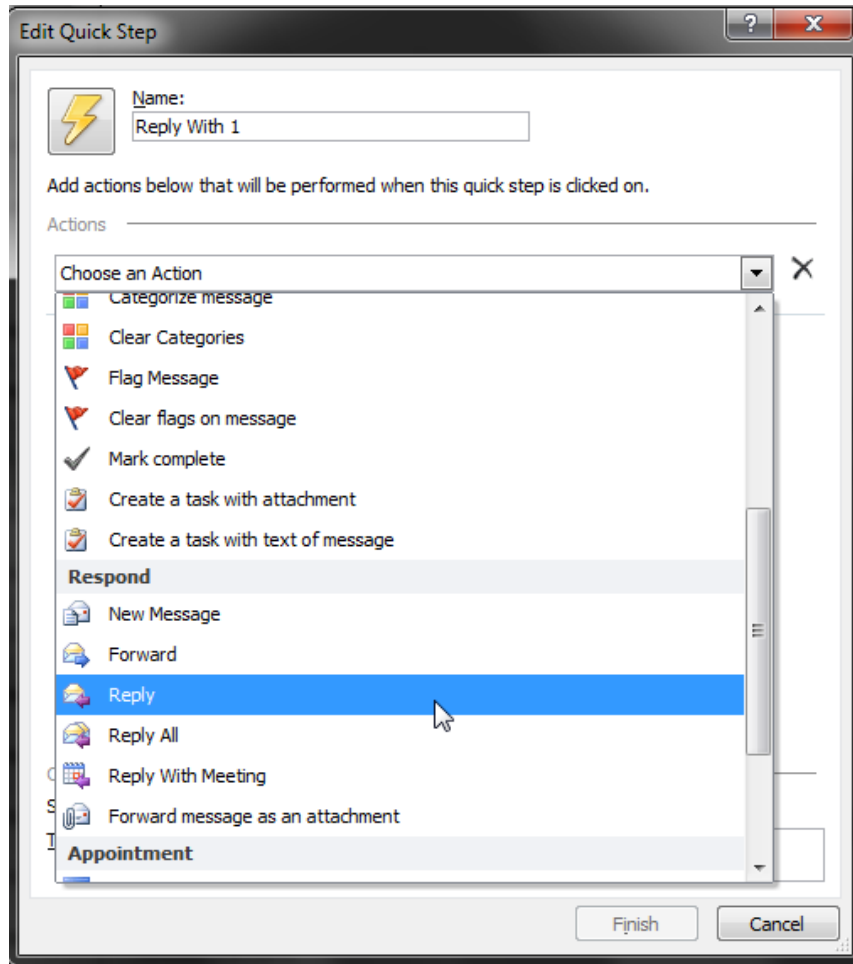 Edit Quick Step
?
Name:
Reply With 1
Add actions below that will be performed when this quick step is clicked on.
Actions
Choose an Action
Categorize message
Clear Categories
Flag Message
Clear flags on message
Mark complete
Create a task with attachment
Create a task with text of message
Respond
New Message
Forward
Reply
Reply All
Reply With Meeting
Forward message as an attachment
Appointment
Finish
Cancel